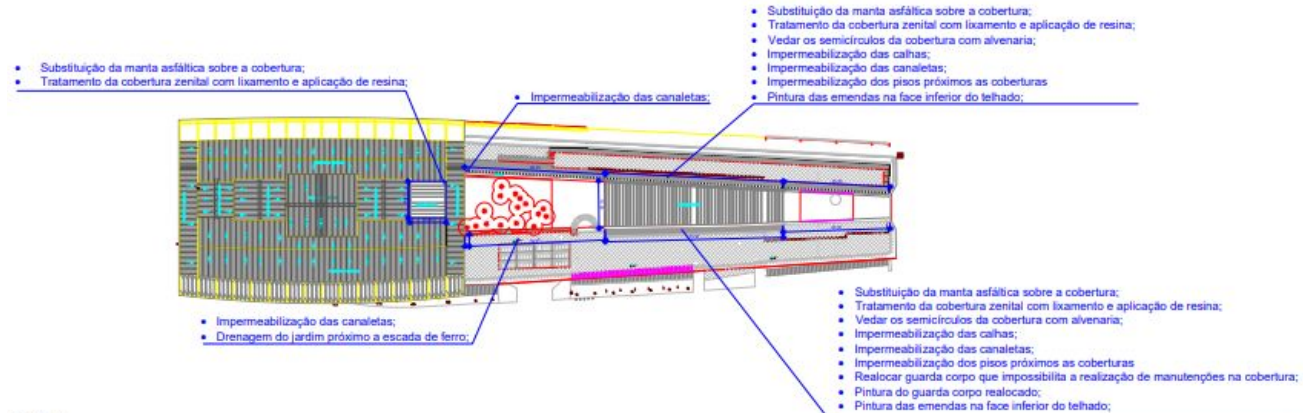 • Substituição da manta asfáltica sobre a cobertura;
• Tratamento da cobertura zenital com lixamento e aplicação de resina;
• Vedar os semicírculos da cobertura com alvenaria;
• Impermeabilização das calhas;
• Impermeabilização das canaletas;
• Impermeabilização dos pisos próximos as coberturas
• Pintura das emendas na face inferior do telhado;
• Substituição da manta asfáltica sobre a cobertura;
• Tratamento da cobertura zenital com lixamento e aplicação de resina;
• Impermeabilização das canaletas;
• Impermeabilização das canaletas;
• Drenagem do jardim próximo a escada de ferro;
• Substituição da manta asfáltica sobre a cobertura;
• Tratamento da cobertura zenital com lixamento e aplicação de resina;
• Vedar os semicírculos da cobertura com alvenaria;
• Impermeabilização das calhas;
• Impermeabilização das canaletas;
• Impermeabilização dos pisos próximos as coberturas
• Realocar guarda corpo que impossibilita a realização de manutenções na cobertura;
• Pintura do guarda corpo realocado;
• Pintura das emendas na face inferior do telhado;